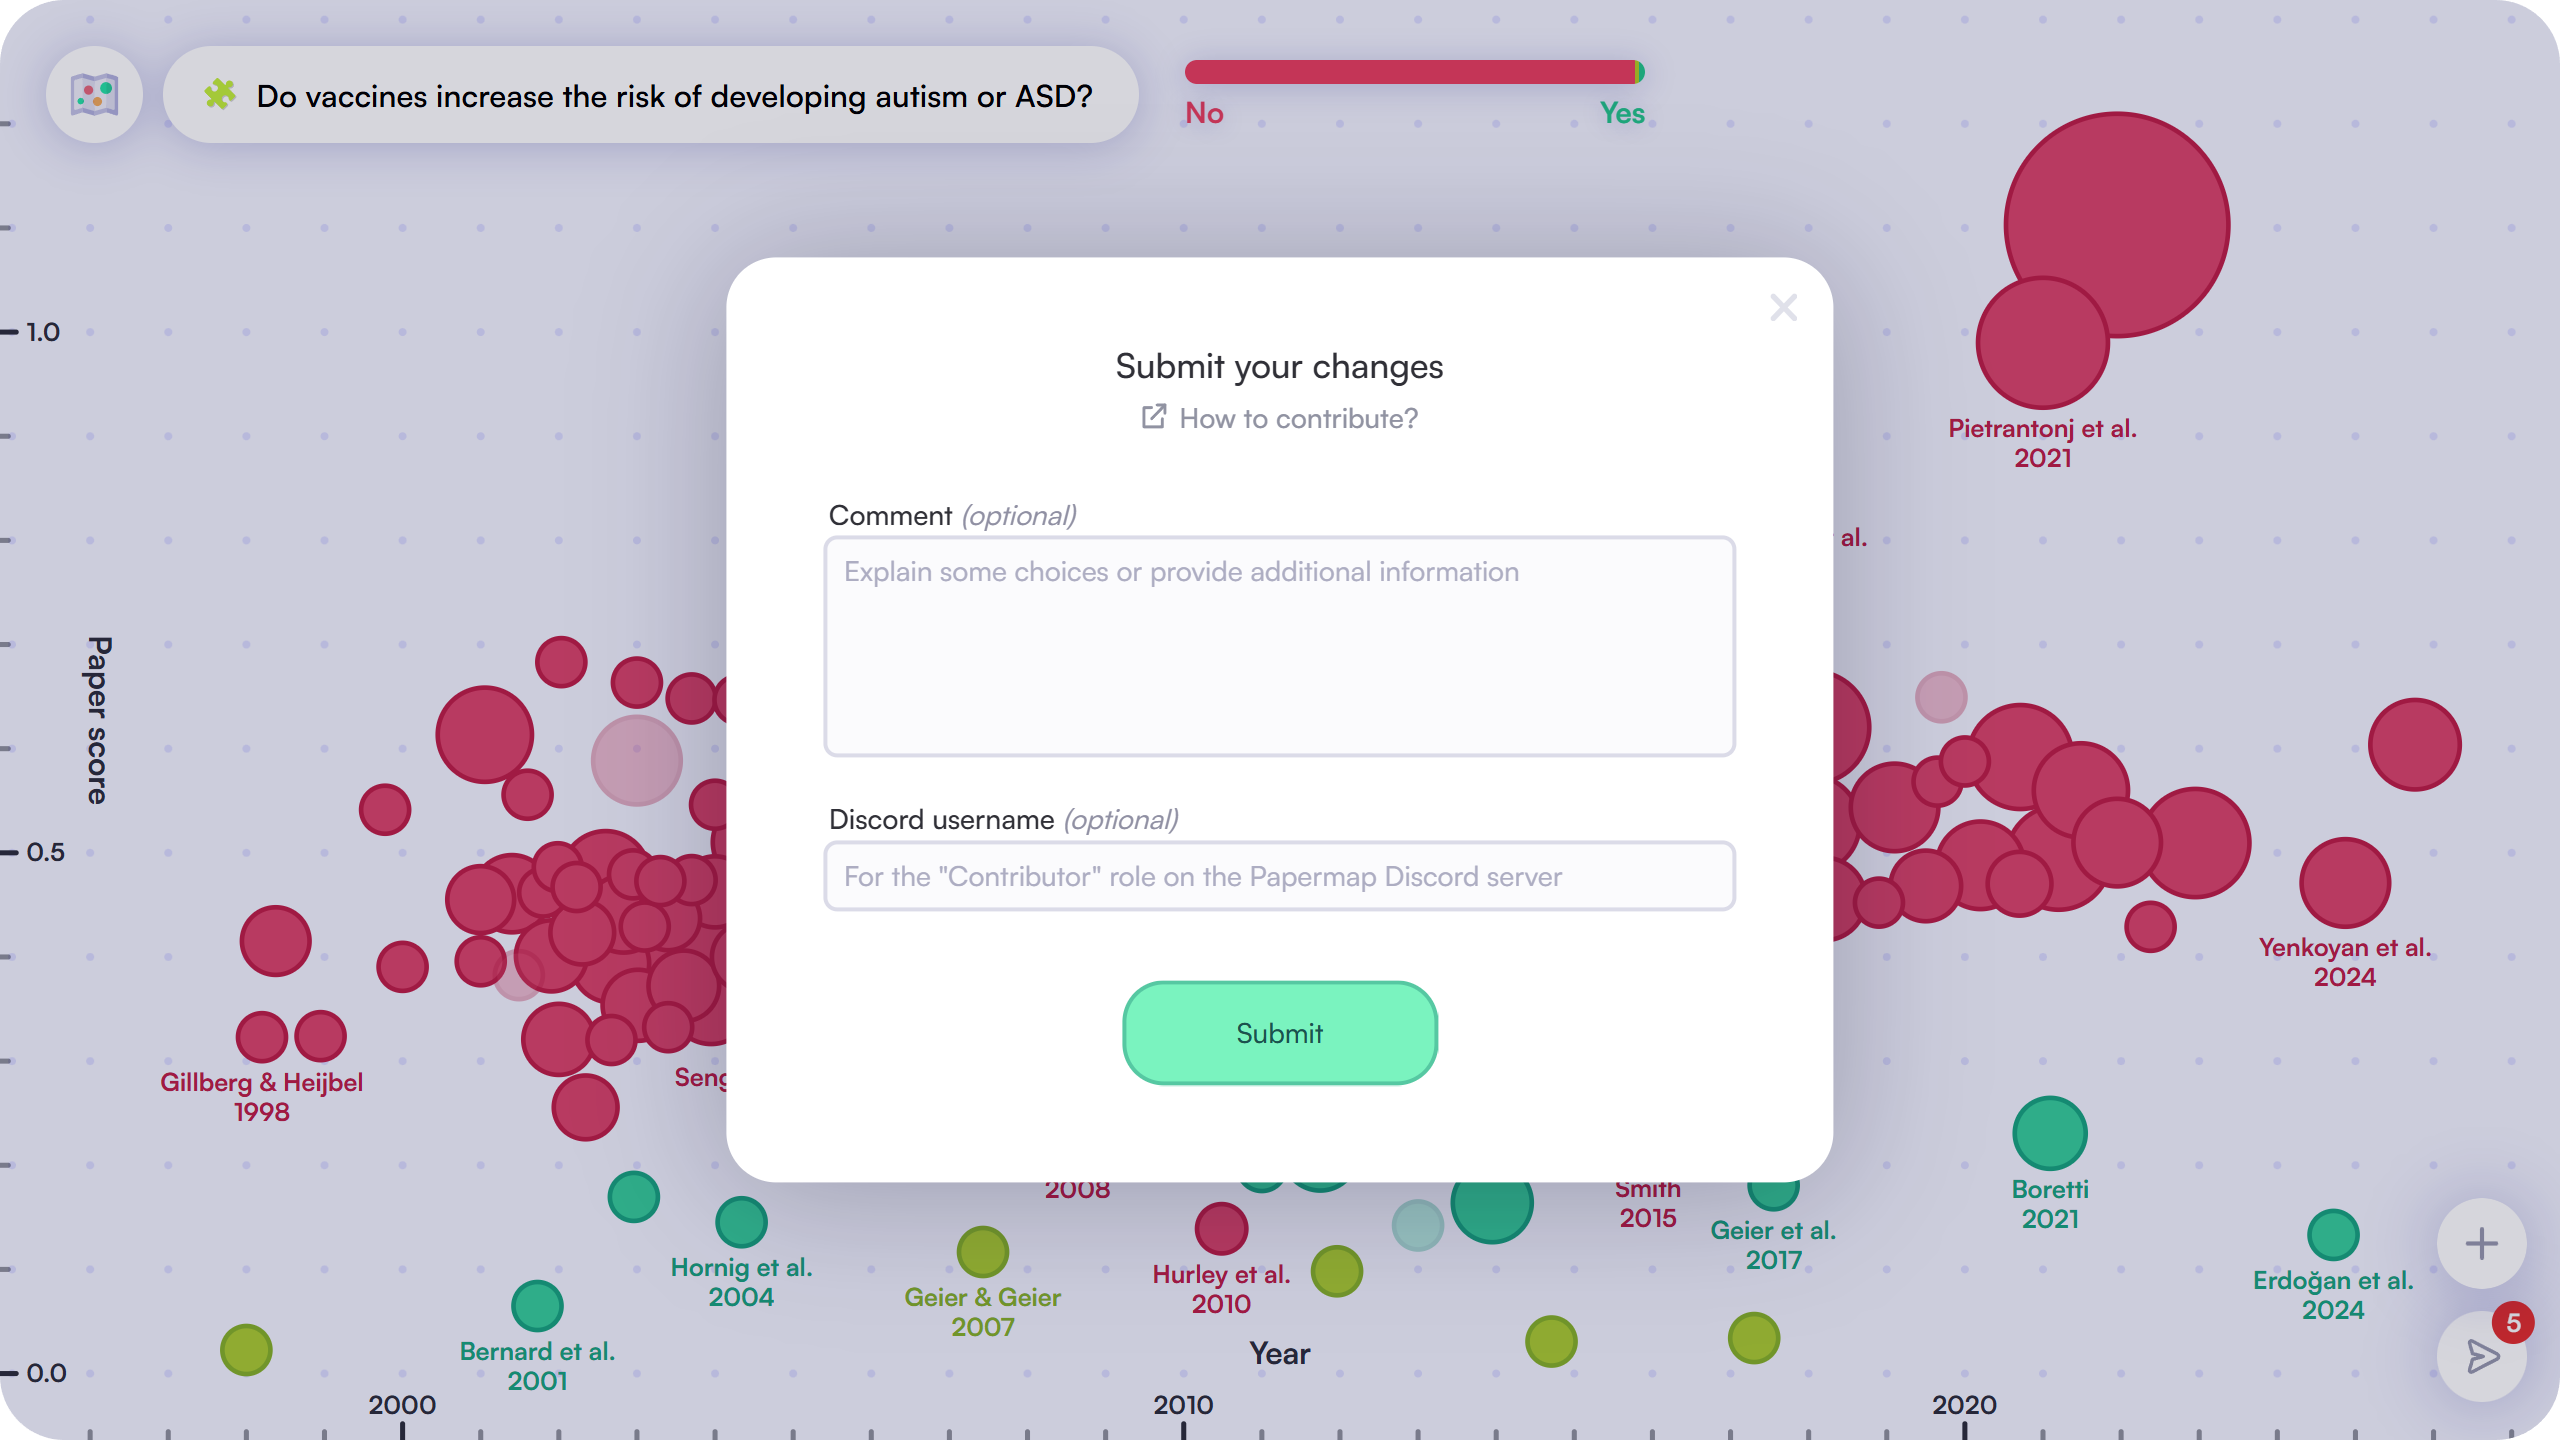 Do vaccines increase the risk of developing autism or ASD?
No
Yes
1.0
0.5
0.0
Paper score
Submit your changes
How to contribute?
Comment (optional)
Explain some choices or provide additional information
Discord username (optional)
For the "Contributor" role on the Papermap Discord server
Submit
Pietrantonj et al.
2021
al.
Yenkoyan et al.
2024
Gillberg & Heijbel
1998
2008
Smith
2015
Geier et al.
2017
Boretti
2021
Erdoğan et al.
2024
Hornig et al.
2004
Geier & Geier
2007
Hurley et al.
2010
Bernard et al.
2001
5
Year
2000
2010
2020